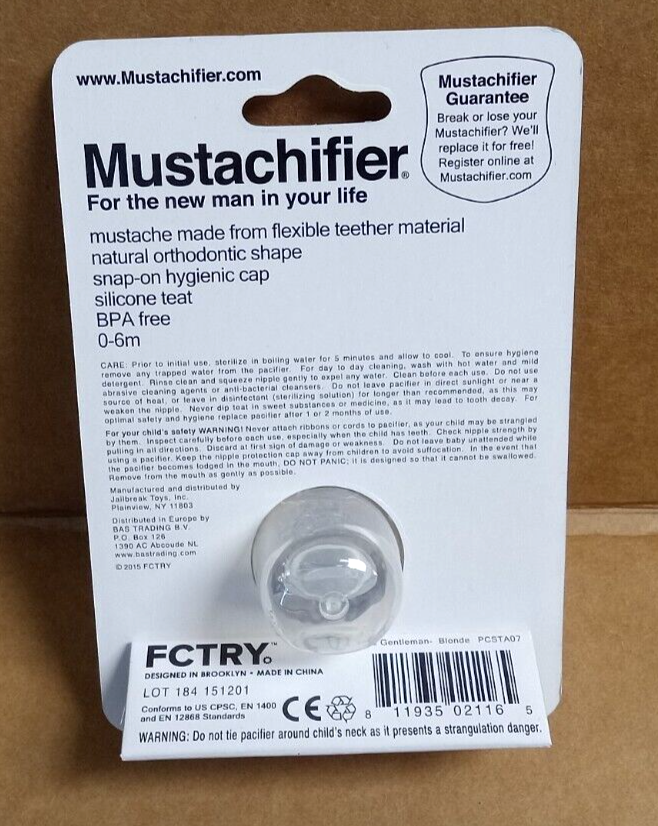 www.Mustachifier.com
Mustachifier
Guarantee
Break or lose your
Mustachifier? We'll
replace it for free!
Register online at
Mustachifier.com
Mustachifier®
For the new man in your life
mustache made from flexible teether material
natural orthodontic shape
snap-on hygienic cap
silicone teat
BPA free
0-6m
CARE: Prior to initial use, sterilize in boiling water for 5 minutes and allow to cool. To ensure hygiene
remove any trapped water from the pacifier. For day to day cleaning, wash with hot water and mild
detergent. Rinse clean and squeeze nipple gently to expel any water. Clean before each use. Do not use
abrasive cleaning agents or anti-bacterial cleansers. Do not leave pacifier in direct sunlight or near a
source of heat, or leave in disinfectant (sterilizing solution) for longer than recommended, as this may
weaken the nipple. Never dip teat in sweet substances or medicine, as it may lead to tooth decay. For
optimal safety and hygiene replace pacifier after 1 or 2 months of use.
For your child's safety WARNING! Never attach ribbons or cords to pacifier, as your child may be strangled
by them. Inspect carefully before each use, especially when the child has teeth. Check nipple strength by
pulling in all directions. Discard at first sign of damage or weakness. Do not leave baby unattended while
using a pacifier. Keep the nipple protection cap away from children to avoid suffocation. In the event that
the pacifier becomes lodged in the mouth, DO NOT PANIC; it is designed so that it cannot be swallowed.
Remove from the mouth as gently as possible.
Manufactured and distributed by
Jailbreak Toys, Inc.
Plainview, NY 11803
Distributed in Europe by
BAS TRADING B.V.
P.O. Box 126
1390 AC Abcoude NL
www.bastrading.com
©2015 FCTRY
FCTRY™
DESIGNED IN BROOKLYN • MADE IN CHINA
LOT 184 151201
Conforms to US CPSC, EN 1400
and EN 12868 Standards
CE
Gentleman- Blonde PCSTA07
8 11935 02116 5
WARNING: Do not tie pacifier around child's neck as it presents a strangulation danger.